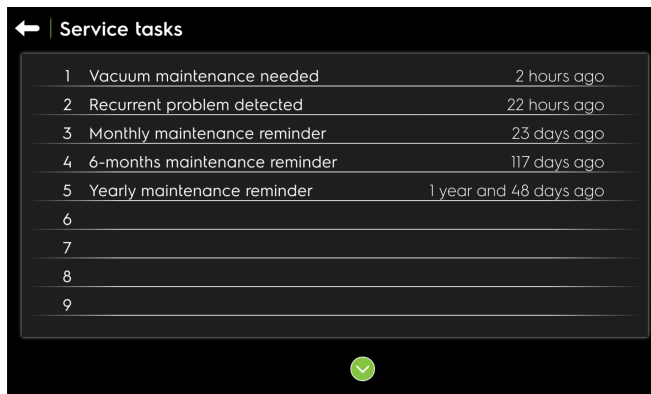 Service tasks
1 Vacuum maintenance needed 2 hours ago
2 Recurrent problem detected 22 hours ago
3 Monthly maintenance reminder 23 days ago
4 6-months maintenance reminder 117 days ago
5 Yearly maintenance reminder 1 year and 48 days ago
6
7
8
9